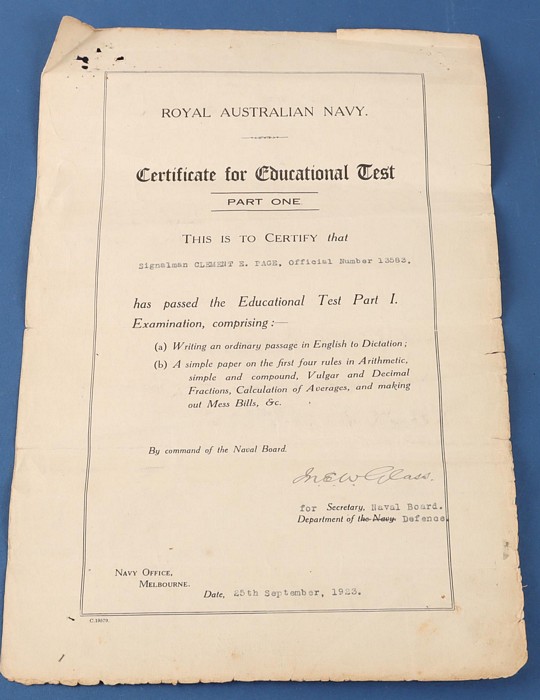 ROYAL AUSTRALIAN NAVY.
Certificate for Educational Test
PART ONE
THIS IS TO CERTIFY that
Signalman CLEMENT E. PAGE, Official Number 13583,
has passed the Educational Test Part I.
Examination, comprising:—
(a) Writing an ordinary passage in English to Dictation;
(b) A simple paper on the first four rules in Arithmetic,
simple and compound, Vulgar and Decimal
Fractions, Calculation of Averages, and making
out Mess Bills, &c.
By command of the Naval Board.
Glass.
for Secretary, Naval Board.
Department of the Navy Defence.
NAVY OFFICE,
MELBOURNE.
Date, 25th September, 1923.